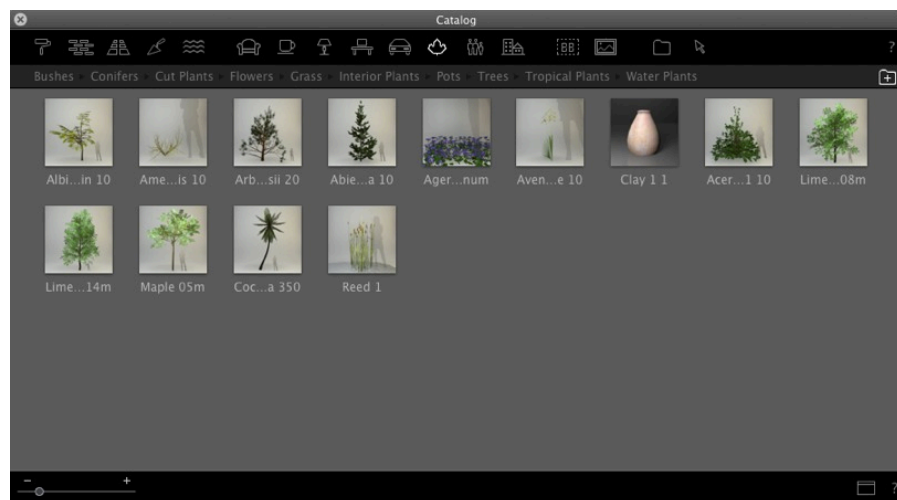 Catalog
BB ?
Bushes Conifers Cut Plants Flowers Grass Interior Plants Pots Trees Tropical Plants Water Plants
Albi...in 10 Ame...is 10 Arb...sii 20 Abie...a 10 Ager...num Aven...e 10 Clay 1 1 Acer...1 10 Lime...08m
Lime...14m Maple 05m Coc...a 350 Reed 1
- +
?